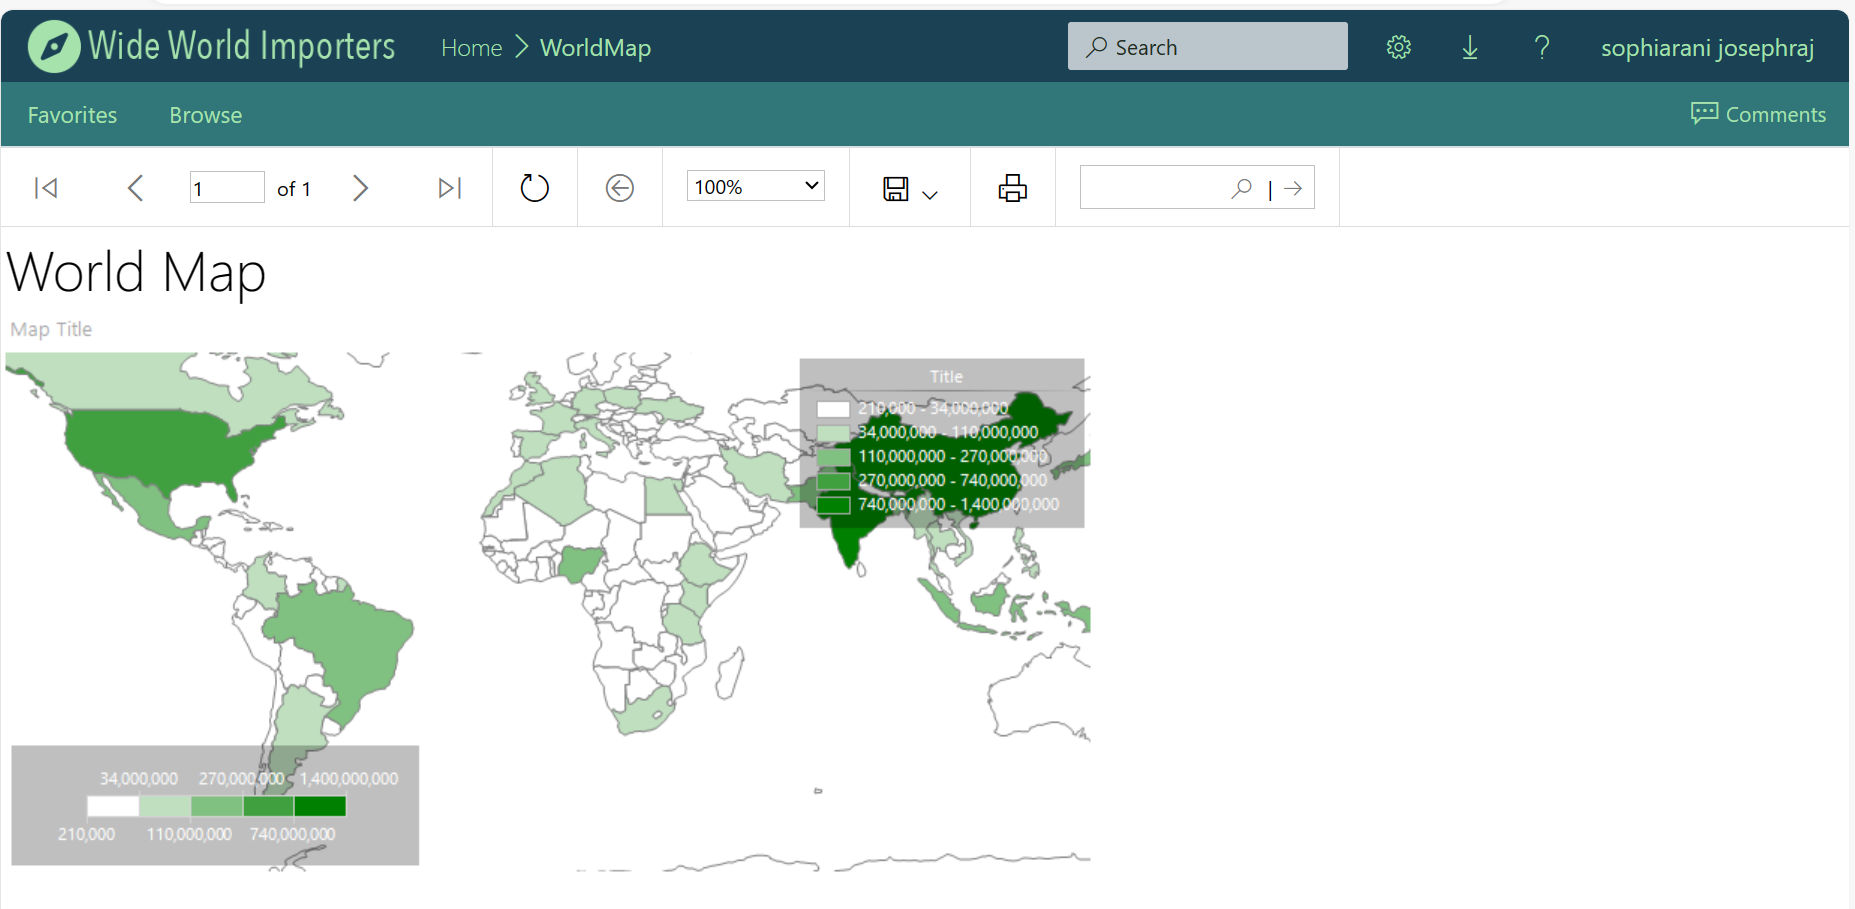 Wide World Importers
Home > WorldMap
Search
?
sophiarani josephraj
Favorites
Browse
Comments
1 of 1
100%
World Map
Map Title
Title
210,000 - 34,000,000
34,000,000 - 110,000,000
110,000,000 - 270,000,000
270,000,000 - 740,000,000
740,000,000 - 1,400,000,000
34,000,000 270,000,000 1,400,000,000
210,000 110,000,000 740,000,000